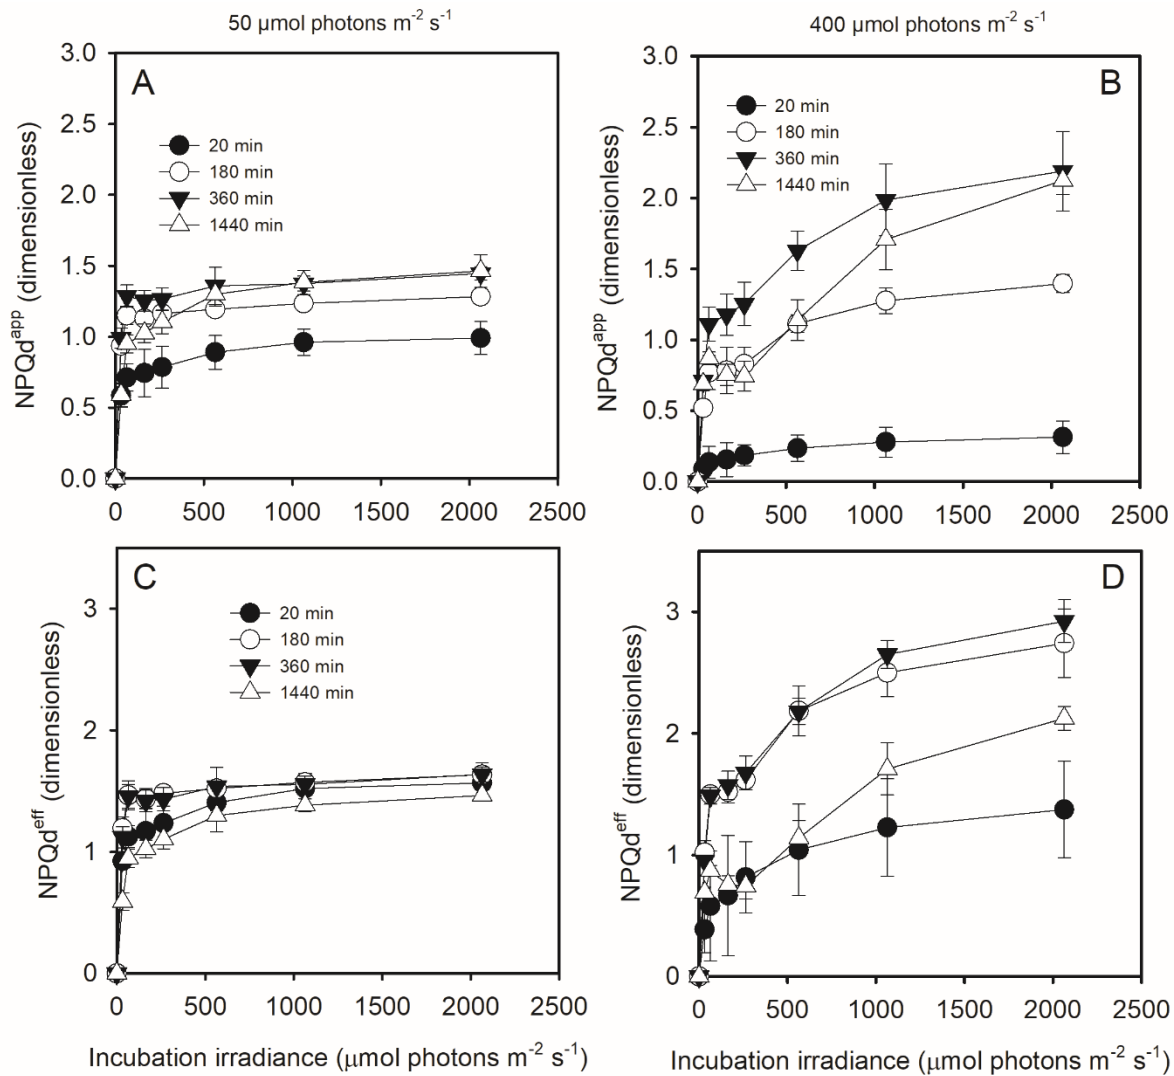 50 µmol photons m⁻² s⁻¹
400 µmol photons m⁻² s⁻¹
A
NPQdᵃᵖᵖ (dimensionless)
3.0
2.5
2.0
1.5
1.0
0.5
0.0
20 min
180 min
360 min
1440 min
0 500 1000 1500 2000 2500
B
NPQdᵃᵖᵖ (dimensionless)
3.0
2.5
2.0
1.5
1.0
0.5
0.0
20 min
180 min
360 min
1440 min
0 500 1000 1500 2000 2500
C
NPQdᵉᶠᶠ (dimensionless)
3
2
1
0
20 min
180 min
360 min
1440 min
0 500 1000 1500 2000 2500
Incubation irradiance (µmol photons m⁻² s⁻¹)
D
NPQdᵉᶠᶠ (dimensionless)
3
2
1
0
0 500 1000 1500 2000 2500
Incubation irradiance (µmol photons m⁻² s⁻¹)